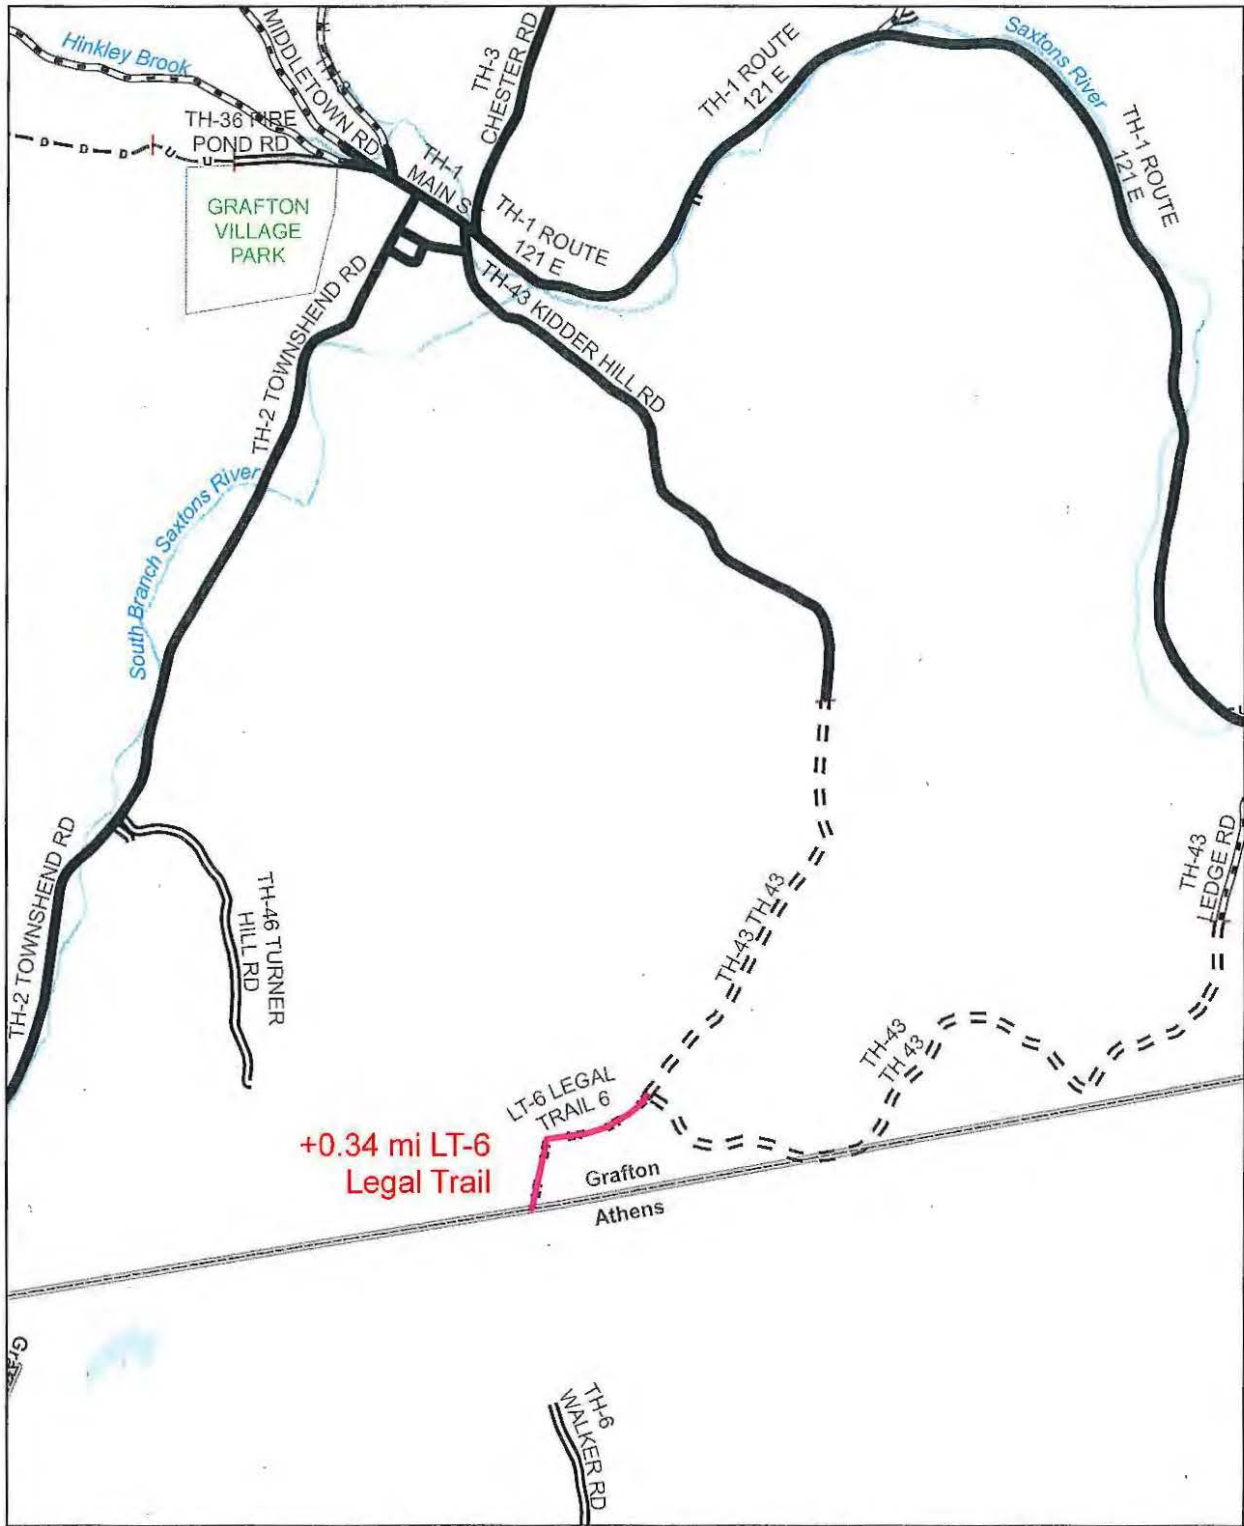 Hinkley Brook
MIDDLETOWN RD
TH-3
CHESTER RD
TH-1 ROUTE
121 E
Saxtons River
TH-1 ROUTE
121 E
TH-36 FIRE
POND RD
TH-1
MAIN ST
GRAFTON
VILLAGE
PARK
TH-1 ROUTE
121 E
TH-43 KIDDER HILL RD
TH-2 TOWNSHEND RD
South Branch Saxtons River
TH-2 TOWNSHEND RD
TH-46 TURNER
HILL RD
TH-43
LEDGE RD
TH-43 TH 43
TH-43
TH 43
LT-6 LEGAL
TRAIL 6
+0.34 mi LT-6
Legal Trail
Grafton
Athens
TH-6
WALKER RD
D D D U U
U